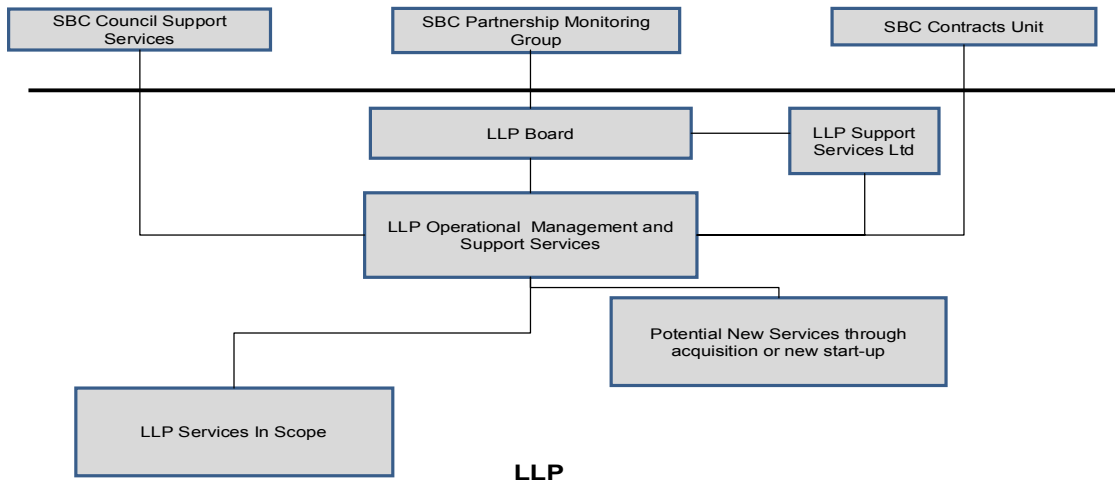 SBC Council Support
Services
SBC Partnership Monitoring
Group
SBC Contracts Unit
LLP Board
LLP Support
Services Ltd
LLP Operational Management and
Support Services
Potential New Services through
acquisition or new start-up
LLP Services In Scope
LLP